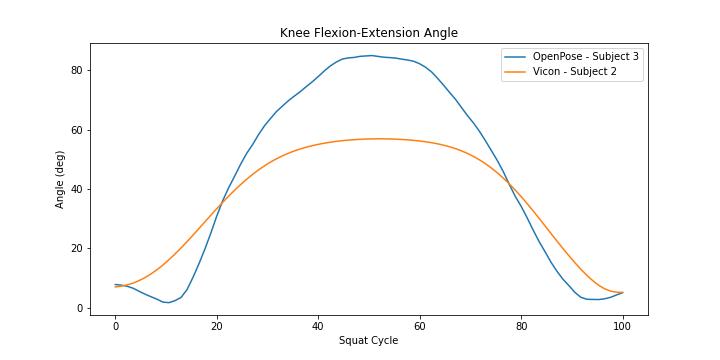 Knee Flexion-Extension Angle
OpenPose - Subject 3
Vicon - Subject 2
Angle (deg)
80
60
40
20
0
0 20 40 60 80 100
Squat Cycle